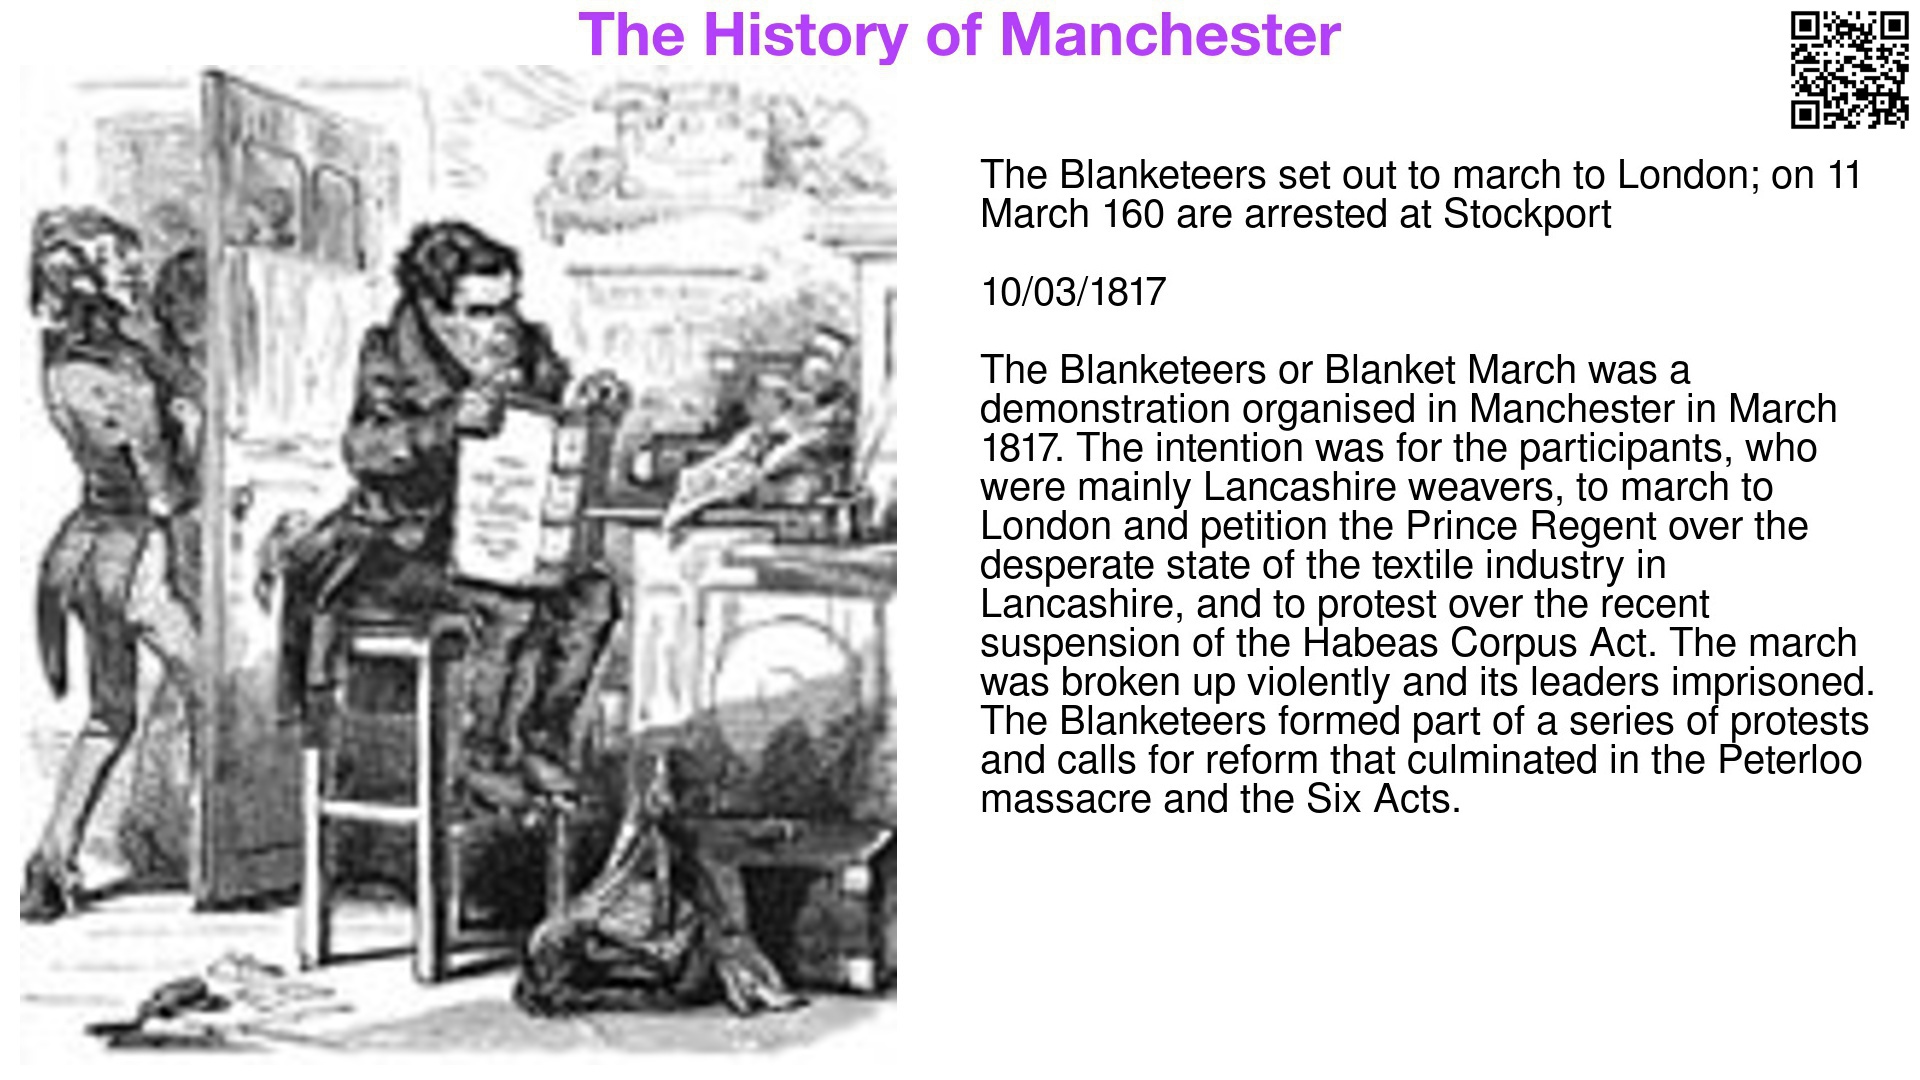 The History of Manchester
The Blanketeers set out to march to London; on 11
March 160 are arrested at Stockport
10/03/1817
The Blanketeers or Blanket March was a
demonstration organised in Manchester in March
1817. The intention was for the participants, who
were mainly Lancashire weavers, to march to
London and petition the Prince Regent over the
desperate state of the textile industry in
Lancashire, and to protest over the recent
suspension of the Habeas Corpus Act. The march
was broken up violently and its leaders imprisoned.
The Blanketeers formed part of a series of protests
and calls for reform that culminated in the Peterloo
massacre and the Six Acts.